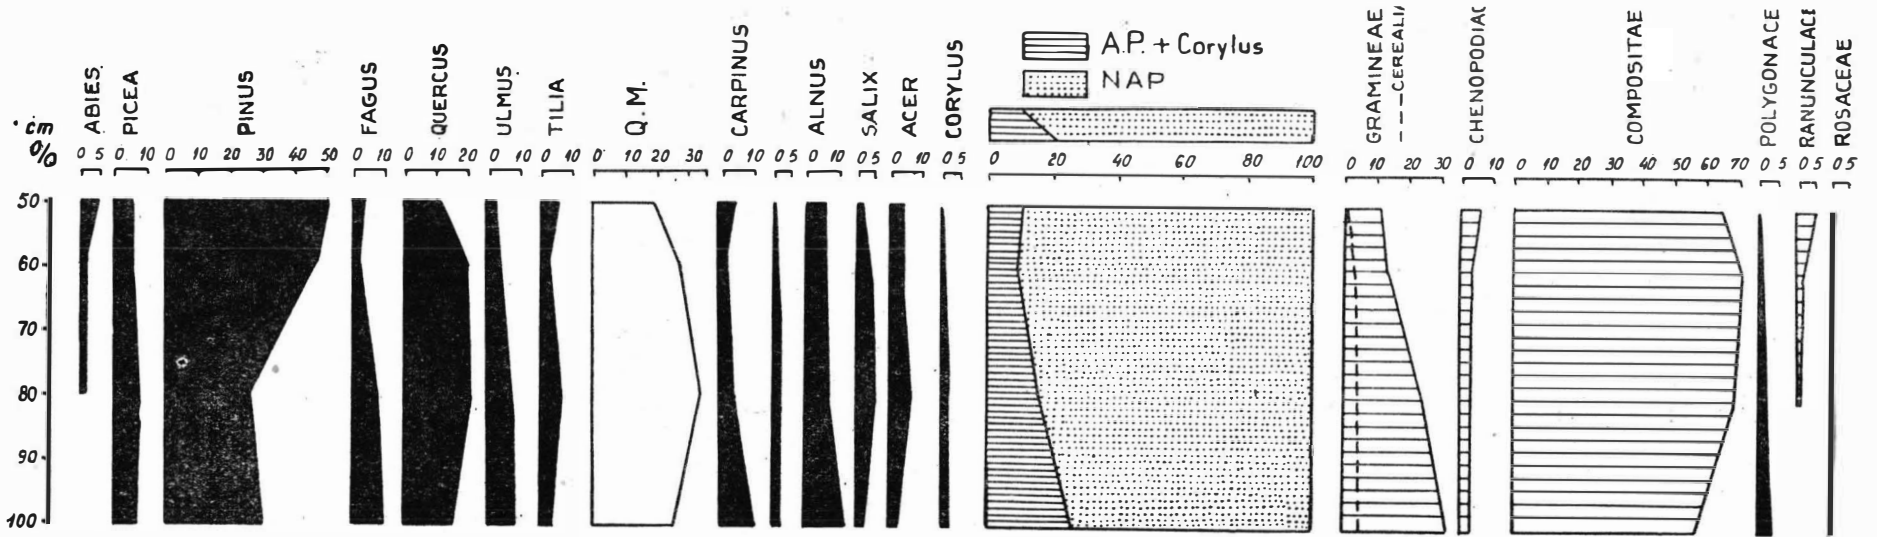 ABIES.
PICEA
PINUS
FAGUS
QUERCUS
ULMUS
TILIA
Q.M.
CARPINUS
ALNUS
SALIX
ACER
CORYLUS
A.P. + Corylus
NAP
GRAMINEAE
---CEREALIA
CHENOPODIAC
COMPOSITAE
POLYGONACE
RANUNCULACE
ROSACEAE
cm
%
0 5
0 10
0 10 20 30 40 50
0 10
0 10 20
0 10
0 10
0 10 20 30
0 10
0 5
0 10
0 5
0 10
0 5
0 20 40 60 80 100
0 10 20 30
0 10
0 10 20 30 40 50 60 70
0 5
0 5
0 5
50
60
70
80
90
100